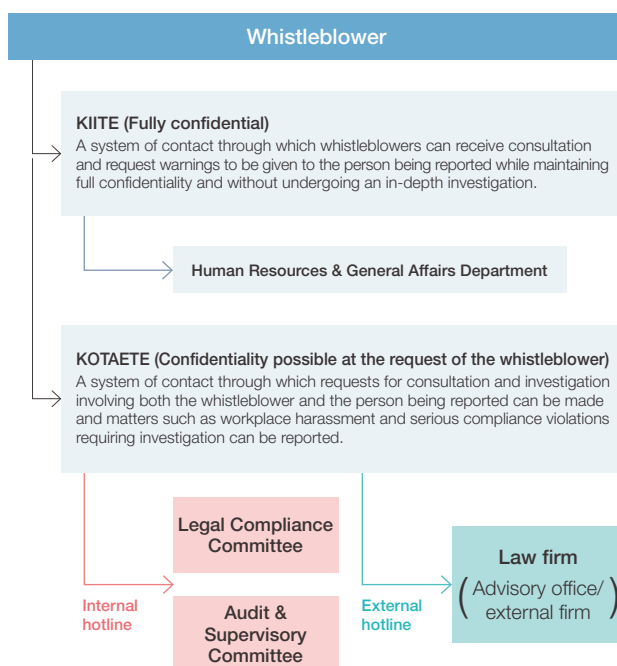 Whistleblower
KIITE (Fully confidential)
A system of contact through which whistleblowers can receive consultation
and request warnings to be given to the person being reported while maintaining
full confidentiality and without undergoing an in-depth investigation.
Human Resources & General Affairs Department
KOTAETE (Confidentiality possible at the request of the whistleblower)
A system of contact through which requests for consultation and investigation
involving both the whistleblower and the person being reported can be made
and matters such as workplace harassment and serious compliance violations
requiring investigation can be reported.
Internal
hotline
Legal Compliance
Committee
Audit &
Supervisory
Committee
External
hotline
Law firm
(Advisory office/
external firm)